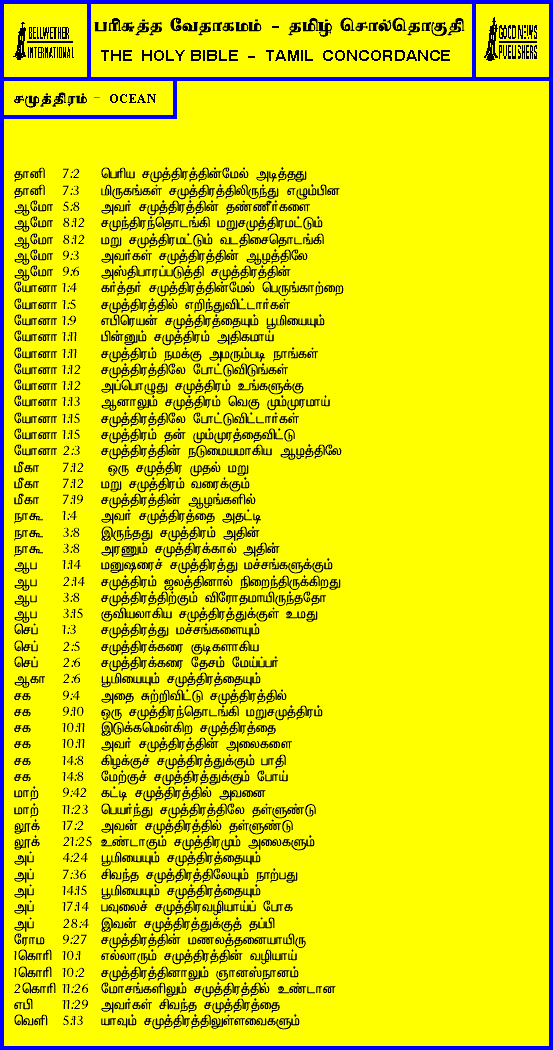 BELLWETHER
INTERNATIONAL
பரிசுத்த வேதாகமம் - தமிழ் சொல்தொகுதி
THE HOLY BIBLE - TAMIL CONCORDANCE
GOOD NEWS
PUBLISHERS
சமுத்திரம் - OCEAN
தானி 7:2 பெரிய சமுத்திரத்தின்மேல் அடித்தது
தானி 7:3 மிருகங்கள் சமுத்திரத்திலிருந்து எழும்பின
ஆமோ 5:8 அவர் சமுத்திரத்தின் தண்ணீர்களை
ஆமோ 8:12 சமுந்திரந்தொடங்கி மறுசமுத்திரமட்டும்
ஆமோ 8:12 மறு சமுத்திரமட்டும் வடதிசைதொடங்கி
ஆமோ 9:3 அவர்கள் சமுத்திரத்தின் ஆழத்திலே
ஆமோ 9:6 அஸ்திபாரப்படுத்தி சமுத்திரத்தின்
யோனா 1:4 கர்த்தர் சமுத்திரத்தின்மேல் பெருங்காற்றை
யோனா 1:5 சமுத்திரத்தில் எறிந்துவிட்டார்கள்
யோனா 1:9 எபிரெயன் சமுத்திரத்தையும் பூமியையும்
யோனா 1:11 பின்னும் சமுத்திரம் அதிகமாய்
யோனா 1:11 சமுத்திரம் நமக்கு அமரும்படி நாங்கள்
யோனா 1:12 சமுத்திரத்திலே போட்டுவிடுங்கள்
யோனா 1:12 அப்பொழுது சமுத்திரம் உங்களுக்கு
யோனா 1:13 ஆனாலும் சமுத்திரம் வெகு மும்முரமாய்
யோனா 1:15 சமுத்திரத்திலே போட்டுவிட்டார்கள்
யோனா 1:15 சமுத்திரம் தன் மும்முரத்தைவிட்டு
யோனா 2:3 சமுத்திரத்தின் நடுமையமாகிய ஆழத்திலே
மீகா 7:12 ஒரு சமுத்திர முதல் மறு
மீகா 7:12 மறு சமுத்திரம் வரைக்கும்
மீகா 7:19 சமுத்திரத்தின் ஆழங்களில்
நாகூ 1:4 அவர் சமுத்திரத்தை அதட்டி
நாகூ 3:8 இருந்தது சமுத்திரம் அதின்
நாகூ 3:8 அரணும் சமுத்திரக்கால் அதின்
ஆப 1:14 மனுஷரைச் சமுத்திரத்து மச்சங்களுக்கும்
ஆப 2:14 சமுத்திரம் ஜலத்தினால் நிறைந்திருக்கிறது
ஆப 3:8 சமுத்திரத்திற்கும் விரோதமாயிருந்ததோ
ஆப 3:15 குவியலாகிய சமுத்திரத்துக்குள் உமது
செப் 1:3 சமுத்திரத்து மச்சங்களையும்
செப் 2:5 சமுத்திரக்கரை குடிகளாகிய
செப் 2:6 சமுத்திரக்கரை தேசம் மேய்ப்பர்
ஆகா 2:6 பூமியையும் சமுத்திரத்தையும்
சக 9:4 அதை சுற்றிவிட்டு சமுத்திரத்தில்
சக 9:10 ஒரு சமுத்திரந்தொடங்கி மறுசமுத்திரம்
சக 10:11 இடுக்கமென்கிற சமுத்திரத்தை
சக 10:11 அவர் சமுத்திரத்தின் அலைகளை
சக 14:8 கிழக்குச் சமுத்திரத்துக்கும் பாதி
சக 14:8 மேற்குச் சமுத்திரத்துக்கும் போய்
மாற் 9:42 கட்டி சமுத்திரத்தில் அவனை
மாற் 11:23 பெயர்ந்து சமுத்திரத்திலே தள்ளுண்டு
லூக் 17:2 அவன் சமுத்திரத்தில் தள்ளுண்டு
லூக் 21:25 உண்டாகும் சமுத்திரமும் அலைகளும்
அப் 4:24 பூமியையும் சமுத்திரத்தையும்
அப் 7:36 சிவந்த சமுத்திரத்திலேயும் நாற்பது
அப் 14:15 பூமியையும் சமுத்திரத்தையும்
அப் 17:14 பவுலைச் சமுத்திரவழியாய்ப் போக
அப் 28:4 இவன் சமுத்திரத்துக்குத் தப்பி
ரோம 9:27 சமுத்திரத்தின் மணலத்தனையாயிரு
1கொரி 10:1 எல்லாரும் சமுத்திரத்தின் வழியாய்
1கொரி 10:2 சமுத்திரத்தினாலும் ஞானஸ்நானம்
2கொரி 11:26 மோசங்களிலும் சமுத்திரத்தில் உண்டான
எபி 11:29 அவர்கள் சிவந்த சமுத்திரத்தை
வெளி 5:13 யாவும் சமுத்திரத்திலுள்ளவைகளும்